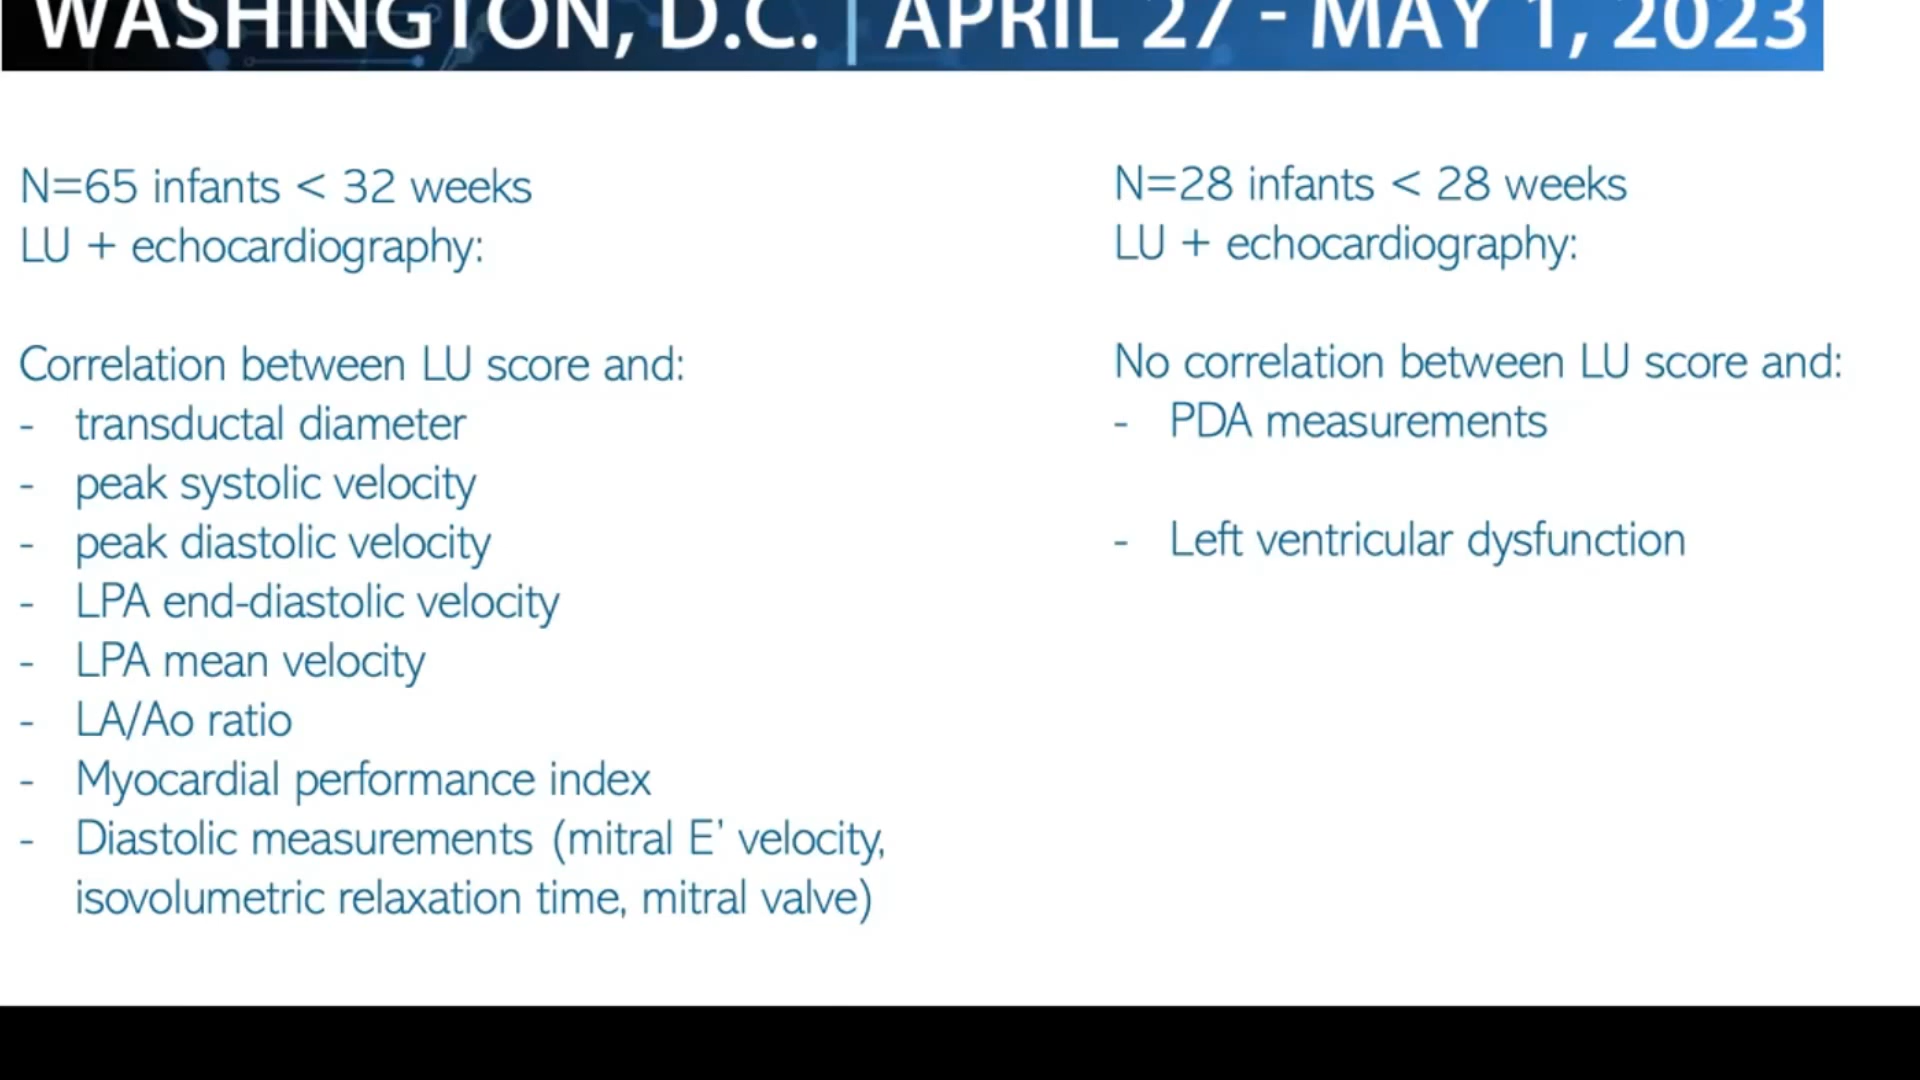 WASHINGTON, D.C. | APRIL 27 - MAY 1, 2023
N=65 infants < 32 weeks
LU + echocardiography:
Correlation between LU score and:
- transductal diameter
- peak systolic velocity
- peak diastolic velocity
- LPA end-diastolic velocity
- LPA mean velocity
- LA/Ao ratio
- Myocardial performance index
- Diastolic measurements (mitral E' velocity,
isovolumetric relaxation time, mitral valve)
N=28 infants < 28 weeks
LU + echocardiography:
No correlation between LU score and:
- PDA measurements
- Left ventricular dysfunction